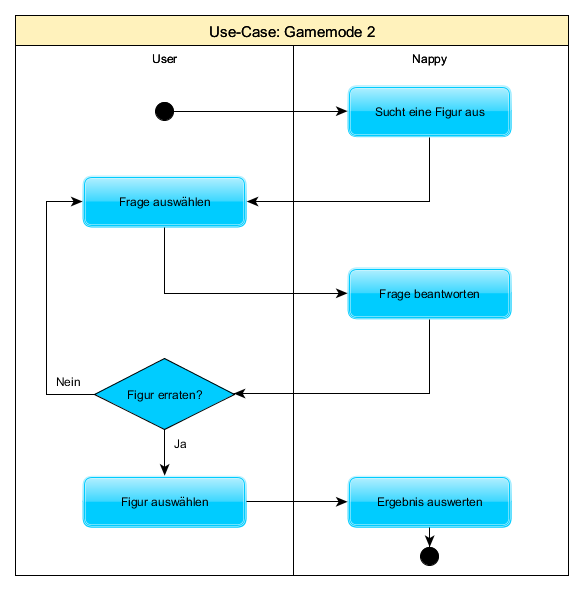 Use-Case: Gamemode 2
User
Nappy
Sucht eine Figur aus
Frage auswählen
Frage beantworten
Nein
Figur erraten?
Ja
Figur auswählen
Ergebnis auswerten